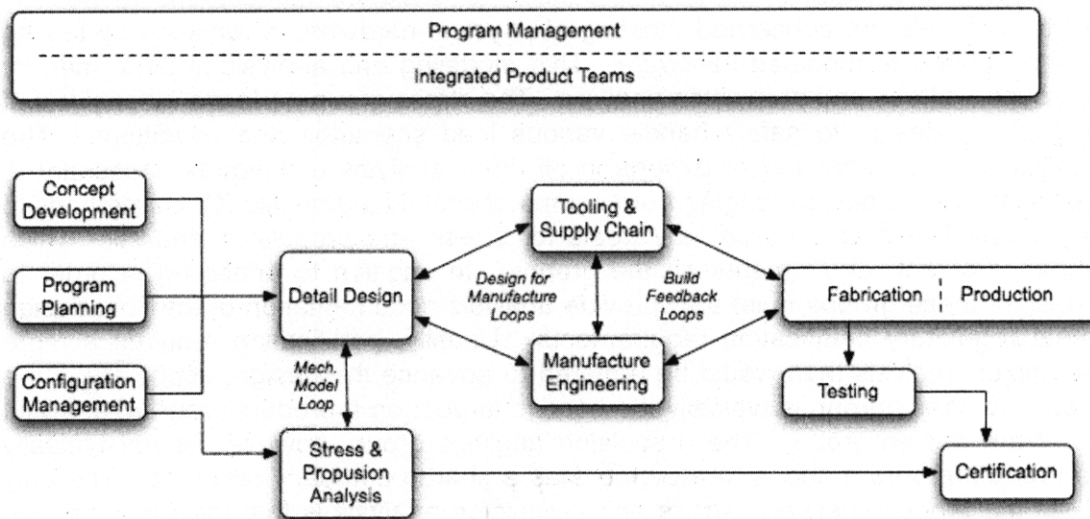 Program Management
Integrated Product Teams
Concept
Development
Program
Planning
Configuration
Management
Detail Design
Mech.
Model
Loop
Stress &
Propusion
Analysis
Tooling &
Supply Chain
Design for
Manufacture
Loops
Build
Feedback
Loops
Manufacture
Engineering
Fabrication
Production
Testing
Certification